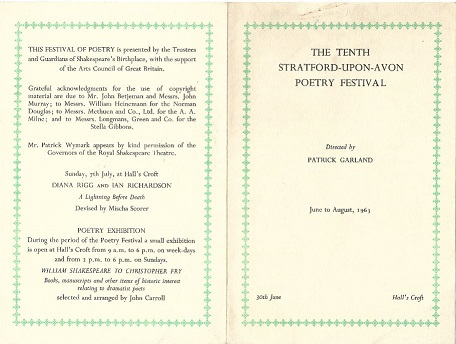 THIS FESTIVAL OF POETRY is presented by the Trustees
and Guardians of Shakespeare's Birthplace, with the support
of the Arts Council of Great Britain.
Grateful acknowledgments for the use of copyright
material are due to Mr. John Betjeman and Messrs. John
Murray; to Messrs. William Heinemann for the Norman
Douglas; to Messrs. Methuen and Co., Ltd. for the A. A.
Milne; and to Messrs. Longmans, Green and Co. for the
Stella Gibbons.
Mr. Patrick Wymark appears by kind permission of the
Governors of the Royal Shakespeare Theatre.
Sunday, 7th July, at Hall's Croft
DIANA RIGG AND IAN RICHARDSON
A Lightning Before Death
Devised by Mischa Scorer
POETRY EXHIBITION
During the period of the Poetry Festival a small exhibition
is open at Hall's Croft from 9 a.m. to 6 p.m. on week-days
and from 2 p.m. to 6 p.m. on Sundays.
WILLIAM SHAKESPEARE TO CHRISTOPHER FRY
Books, manuscripts and other items of historic interest
relating to dramatist poets
selected and arranged by John Carroll
THE TENTH
STRATFORD-UPON-AVON
POETRY FESTIVAL
Directed by
PATRICK GARLAND
June to August, 1963
30th June
Hall's Croft